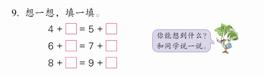 9. 想一想，填一填。
4 + □ = 5 + □
6 + □ = 7 + □
8 + □ = 9 + □
你能想到什么？
和同学说一说。